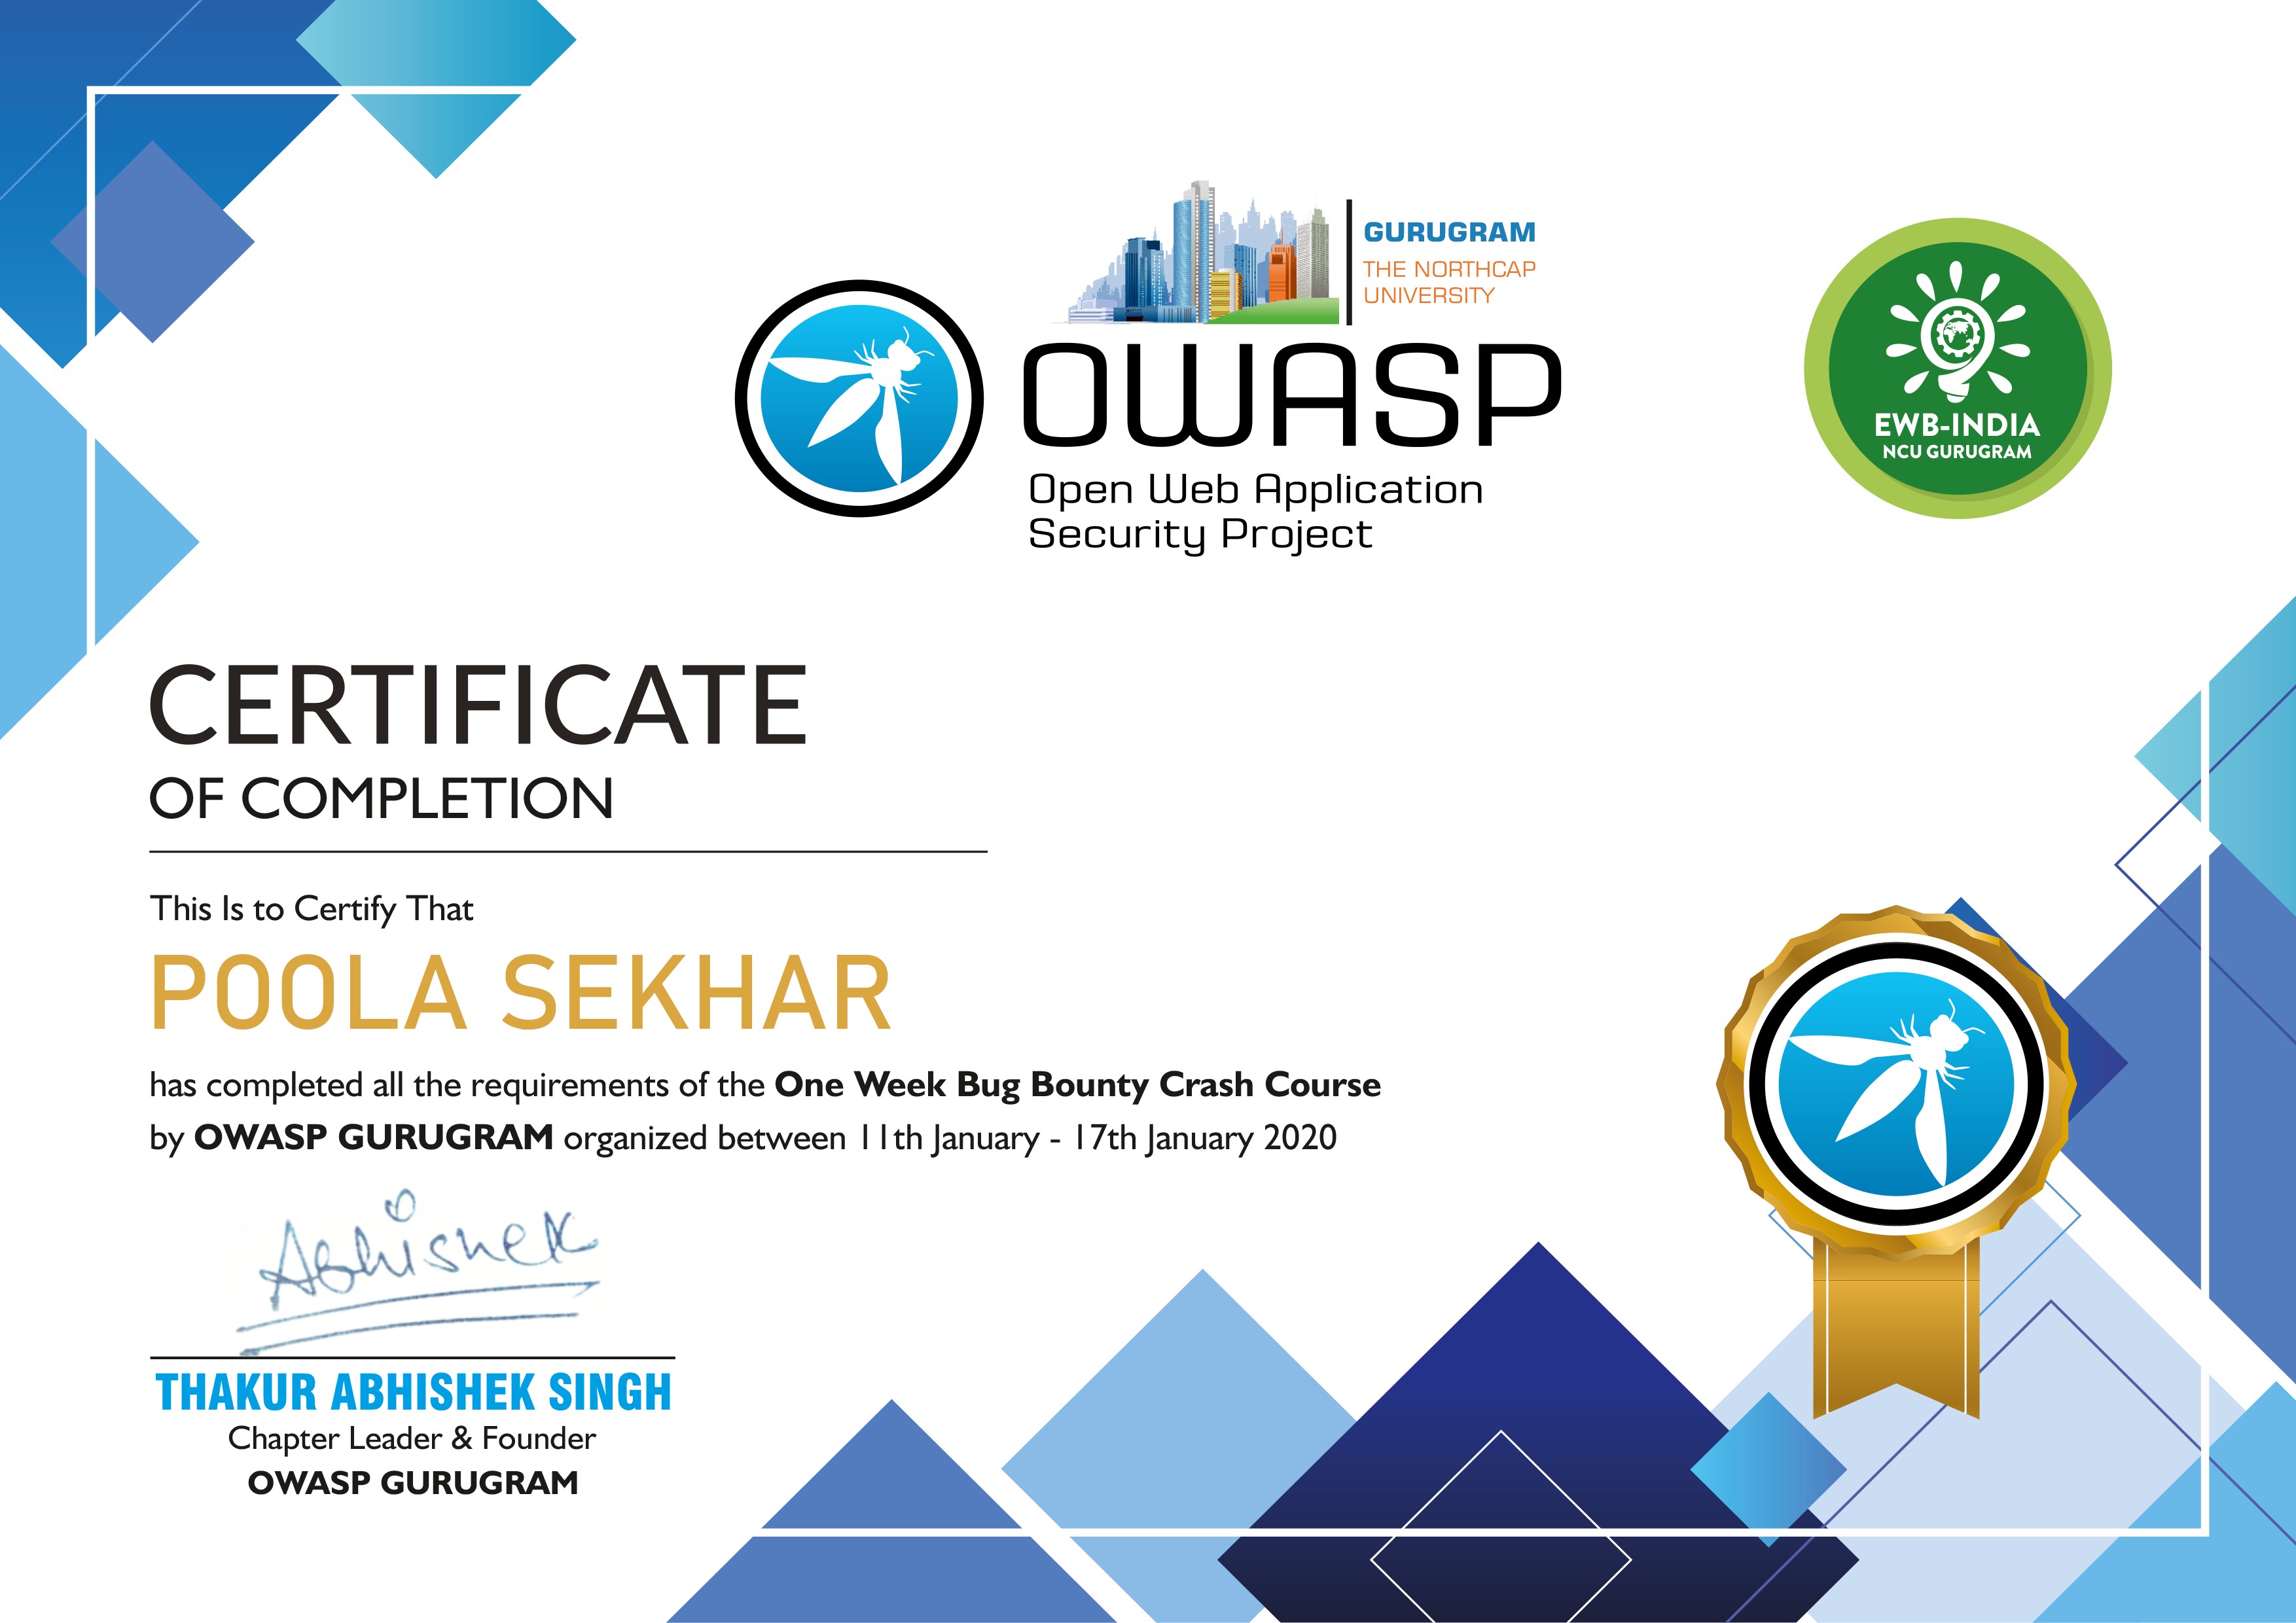 GURUGRAM
THE NORTHCAP
UNIVERSITY
OWASP
Open Web Application
Security Project
EWB-INDIA
NCU GURUGRAM
CERTIFICATE
OF COMPLETION
This Is to Certify That
POOLA SEKHAR
has completed all the requirements of the One Week Bug Bounty Crash Course
by OWASP GURUGRAM organized between 11th January - 17th January 2020
Abhishek
THAKUR ABHISHEK SINGH
Chapter Leader & Founder
OWASP GURUGRAM